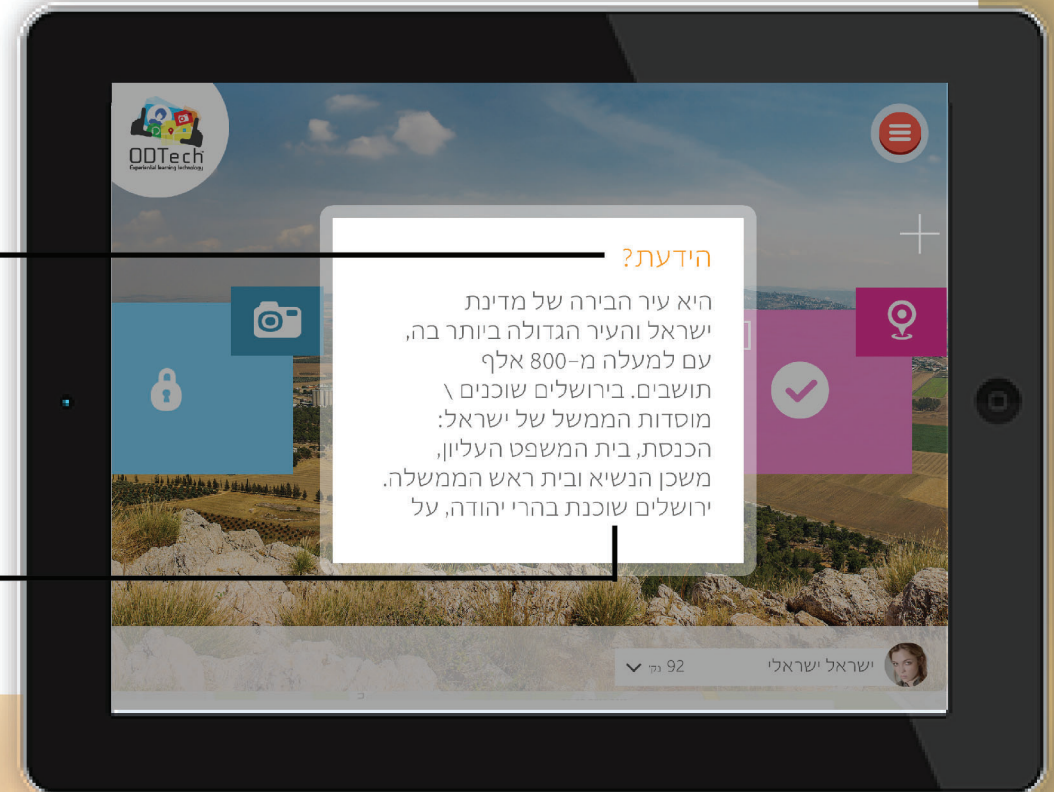 ODTech
Experiential learning technology
הידעת?
היא עיר הבירה של מדינת
ישראל והעיר הגדולה ביותר בה,
עם למעלה מ-800 אלף
תושבים. בירושלים שוכנים \
מוסדות הממשל של ישראל:
הכנסת, בית המשפט העליון,
משכן הנשיא ובית ראש הממשלה.
ירושלים שוכנת בהרי יהודה, על
ישראל ישראלי
92 נק'